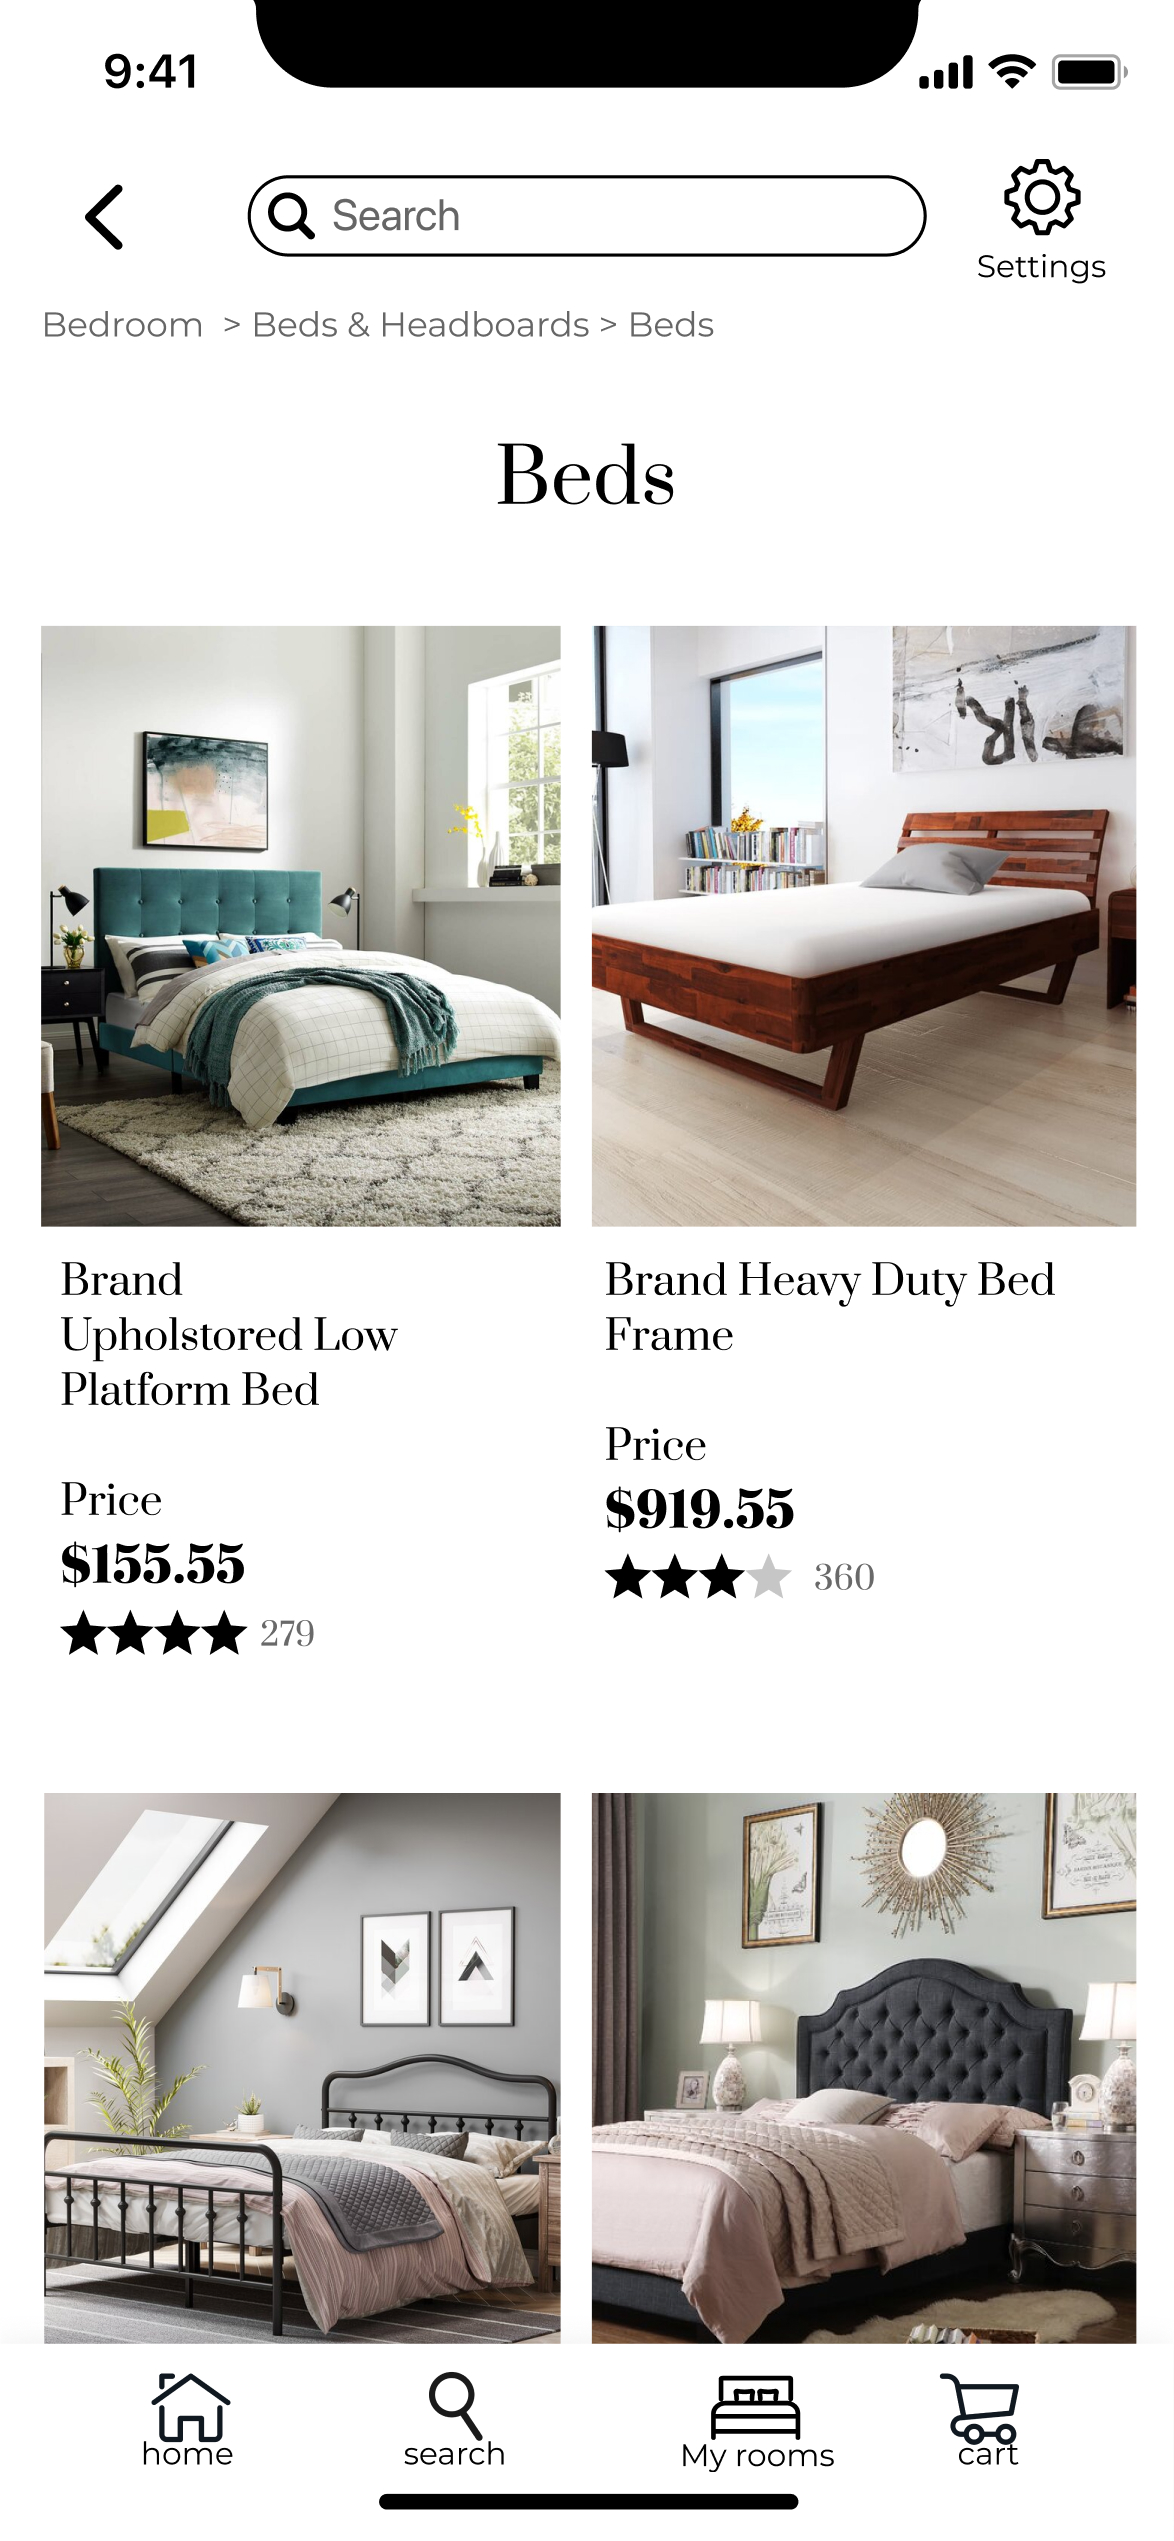 9:41
Search
Settings
Bedroom > Beds & Headboards > Beds
Beds
Brand
Upholstored Low
Platform Bed
Price
$155.55
279
Brand Heavy Duty Bed
Frame
Price
$919.55
360
home
search
My rooms
cart